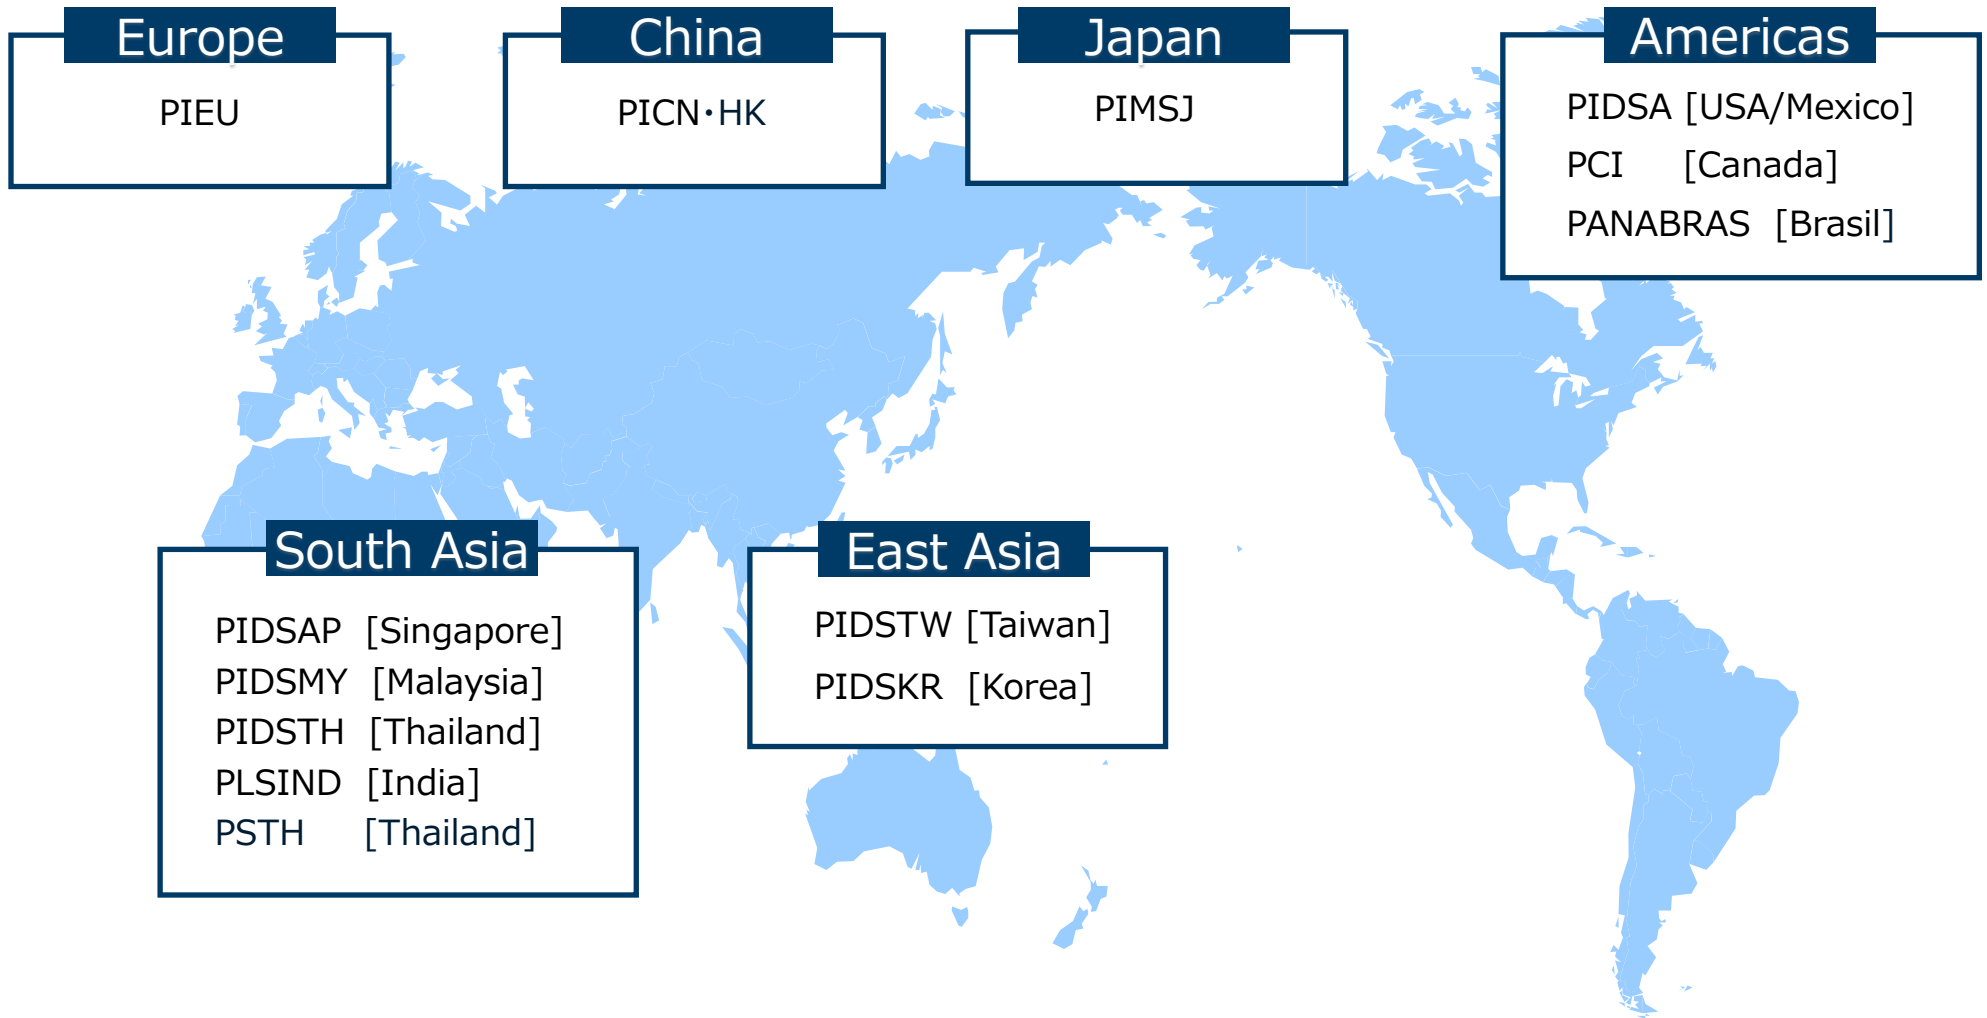 Europe
PIEU
China
PICN・HK
Japan
PIMSJ
Americas
PIDSA [USA/Mexico]
PCI [Canada]
PANABRAS [Brasil]
South Asia
PIDSAP [Singapore]
PIDSMY [Malaysia]
PIDSTH [Thailand]
PLSIND [India]
PSTH [Thailand]
East Asia
PIDSTW [Taiwan]
PIDSKR [Korea]